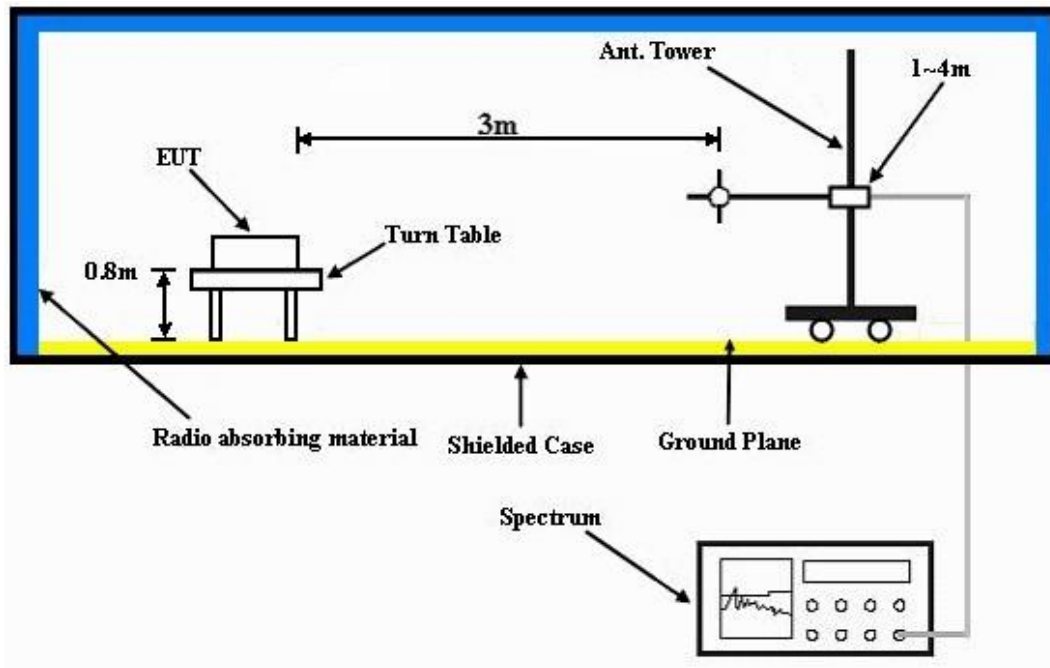 Ant. Tower
1~4m
3m
EUT
Turn Table
0.8m
Radio absorbing material
Shielded Case
Ground Plane
Spectrum